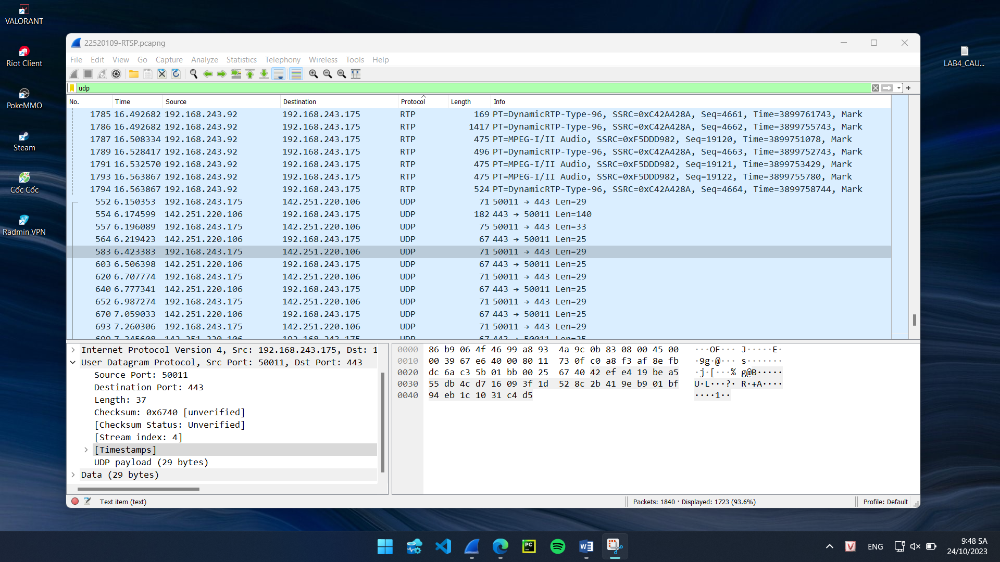 VALORANT
Riot Client
PokeMMO
Steam
Cốc Cốc
Radmin VPN
LAB4_CAU...
22520109-RTSP.pcapng
File Edit View Go Capture Analyze Statistics Telephony Wireless Tools Help
udp
No. Time Source Destination Protocol Length Info
1785 16.492682 192.168.243.92 192.168.243.175 RTP 169 PT=DynamicRTP-Type-96, SSRC=0xC42A428A, Seq=4661, Time=3899761743, Mark
1786 16.492682 192.168.243.92 192.168.243.175 RTP 1417 PT=DynamicRTP-Type-96, SSRC=0xC42A428A, Seq=4662, Time=3899755743, Mark
1787 16.508334 192.168.243.92 192.168.243.175 RTP 475 PT=MPEG-I/II Audio, SSRC=0xF5DDD982, Seq=19120, Time=3899751078, Mark
1789 16.528417 192.168.243.92 192.168.243.175 RTP 496 PT=DynamicRTP-Type-96, SSRC=0xC42A428A, Seq=4663, Time=3899752743, Mark
1791 16.532570 192.168.243.92 192.168.243.175 RTP 475 PT=MPEG-I/II Audio, SSRC=0xF5DDD982, Seq=19121, Time=3899753429, Mark
1793 16.563867 192.168.243.92 192.168.243.175 RTP 475 PT=MPEG-I/II Audio, SSRC=0xF5DDD982, Seq=19122, Time=3899755780, Mark
1794 16.563867 192.168.243.92 192.168.243.175 RTP 524 PT=DynamicRTP-Type-96, SSRC=0xC42A428A, Seq=4664, Time=3899758744, Mark
552 6.150353 192.168.243.175 142.251.220.106 UDP 71 50011 → 443 Len=29
554 6.174599 142.251.220.106 192.168.243.175 UDP 182 443 → 50011 Len=140
557 6.196089 192.168.243.175 142.251.220.106 UDP 75 50011 → 443 Len=33
564 6.219423 142.251.220.106 192.168.243.175 UDP 67 443 → 50011 Len=25
583 6.423383 192.168.243.175 142.251.220.106 UDP 71 50011 → 443 Len=29
603 6.506398 142.251.220.106 192.168.243.175 UDP 67 443 → 50011 Len=25
620 6.707774 192.168.243.175 142.251.220.106 UDP 71 50011 → 443 Len=29
640 6.777341 142.251.220.106 192.168.243.175 UDP 67 443 → 50011 Len=25
652 6.987274 192.168.243.175 142.251.220.106 UDP 71 50011 → 443 Len=29
670 7.059033 142.251.220.106 192.168.243.175 UDP 67 443 → 50011 Len=25
693 7.260306 192.168.243.175 142.251.220.106 UDP 71 50011 → 443 Len=29
699 7.345608 142.251.220.106 192.168.243.175 UDP 67 443 → 50011 Len=25
Internet Protocol Version 4, Src: 192.168.243.175, Dst: 1
User Datagram Protocol, Src Port: 50011, Dst Port: 443
Source Port: 50011
Destination Port: 443
Length: 37
Checksum: 0x6740 [unverified]
[Checksum Status: Unverified]
[Stream index: 4]
[Timestamps]
UDP payload (29 bytes)
Data (29 bytes)
0000 86 b9 06 4f 46 99 a8 93 4a 9c 0b 83 08 00 45 00 ···OF··· J·····E·
0010 00 39 67 e6 40 00 80 11 73 0f c0 a8 f3 af 8e fb ·9g·@··· s·······
0020 dc 6a c3 5b 01 bb 00 25 67 40 42 ef e4 19 be a5 ·j·[···% g@B·····
0030 55 db 4c d7 16 09 3f 1d 52 8c 2b 41 9e b9 01 bf U·L···?· R·+A····
0040 94 eb 1c 10 31 c4 d5 ····1··
Text item (text)
Packets: 1840 · Displayed: 1723 (93.6%)
Profile: Default
PC
W
V
ENG
9:48 SA
24/10/2023